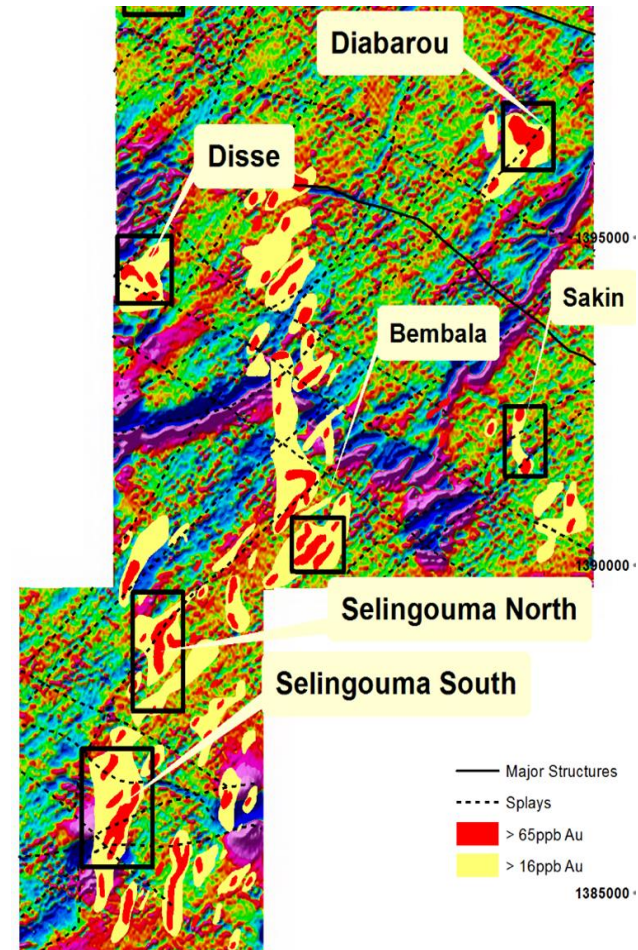 Diabarou
Disse
1395000
Sakin
Bembala
1390000
Selingouma North
Selingouma South
Major Structures
Splays
> 65ppb Au
> 16ppb Au
1385000